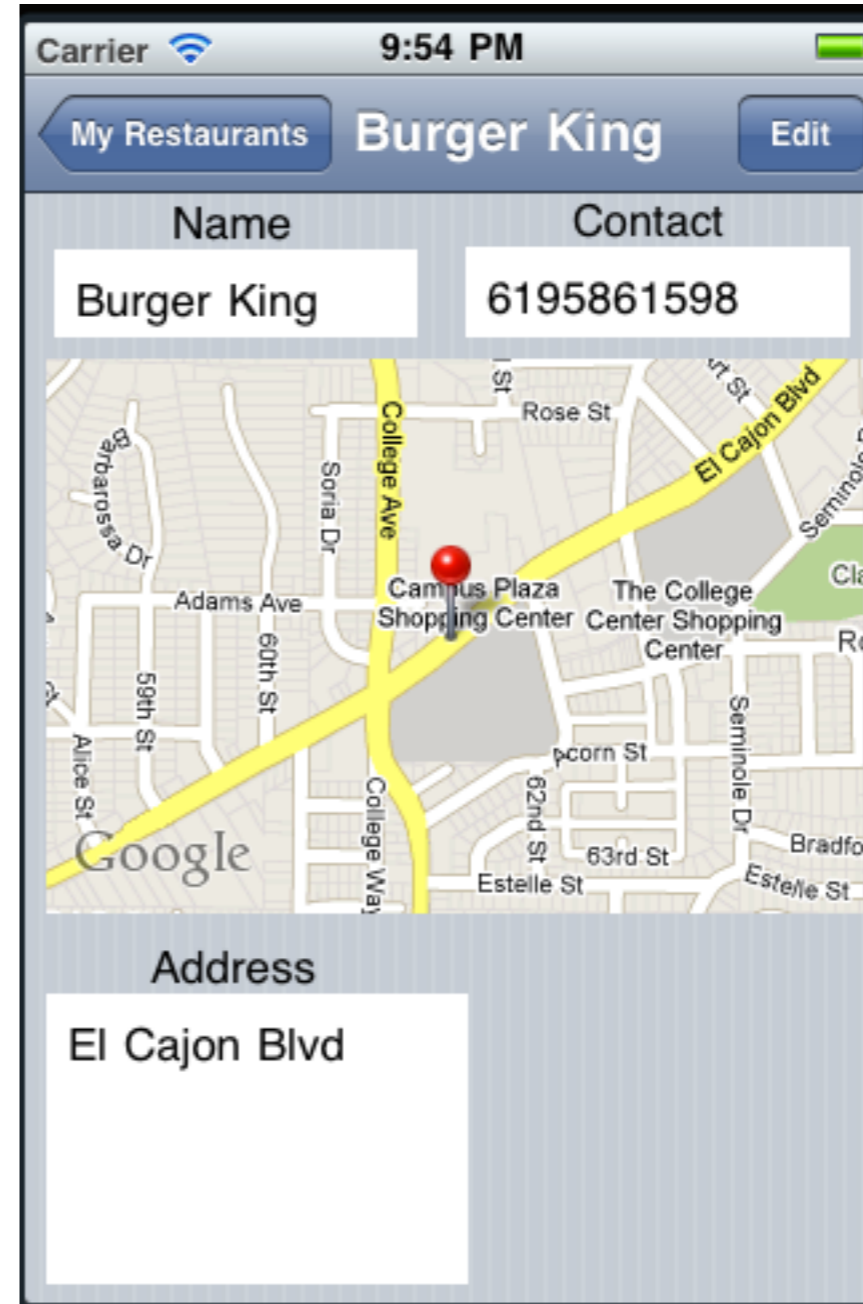 Carrier 9:54 PM
My Restaurants Burger King Edit
Name Contact
Burger King 6195861598
St
Rose St
El Cajon Blvd
College Ave
Barbarossa Dr
Soria Dr
Adams Ave
Campus Plaza
Shopping Center
The College
Center Shopping
Center
60th St
59th St
Alice St
Seminole Dr
62nd St
63rd St
College Way
Estelle St
Estelle St
Google
Address
El Cajon Blvd